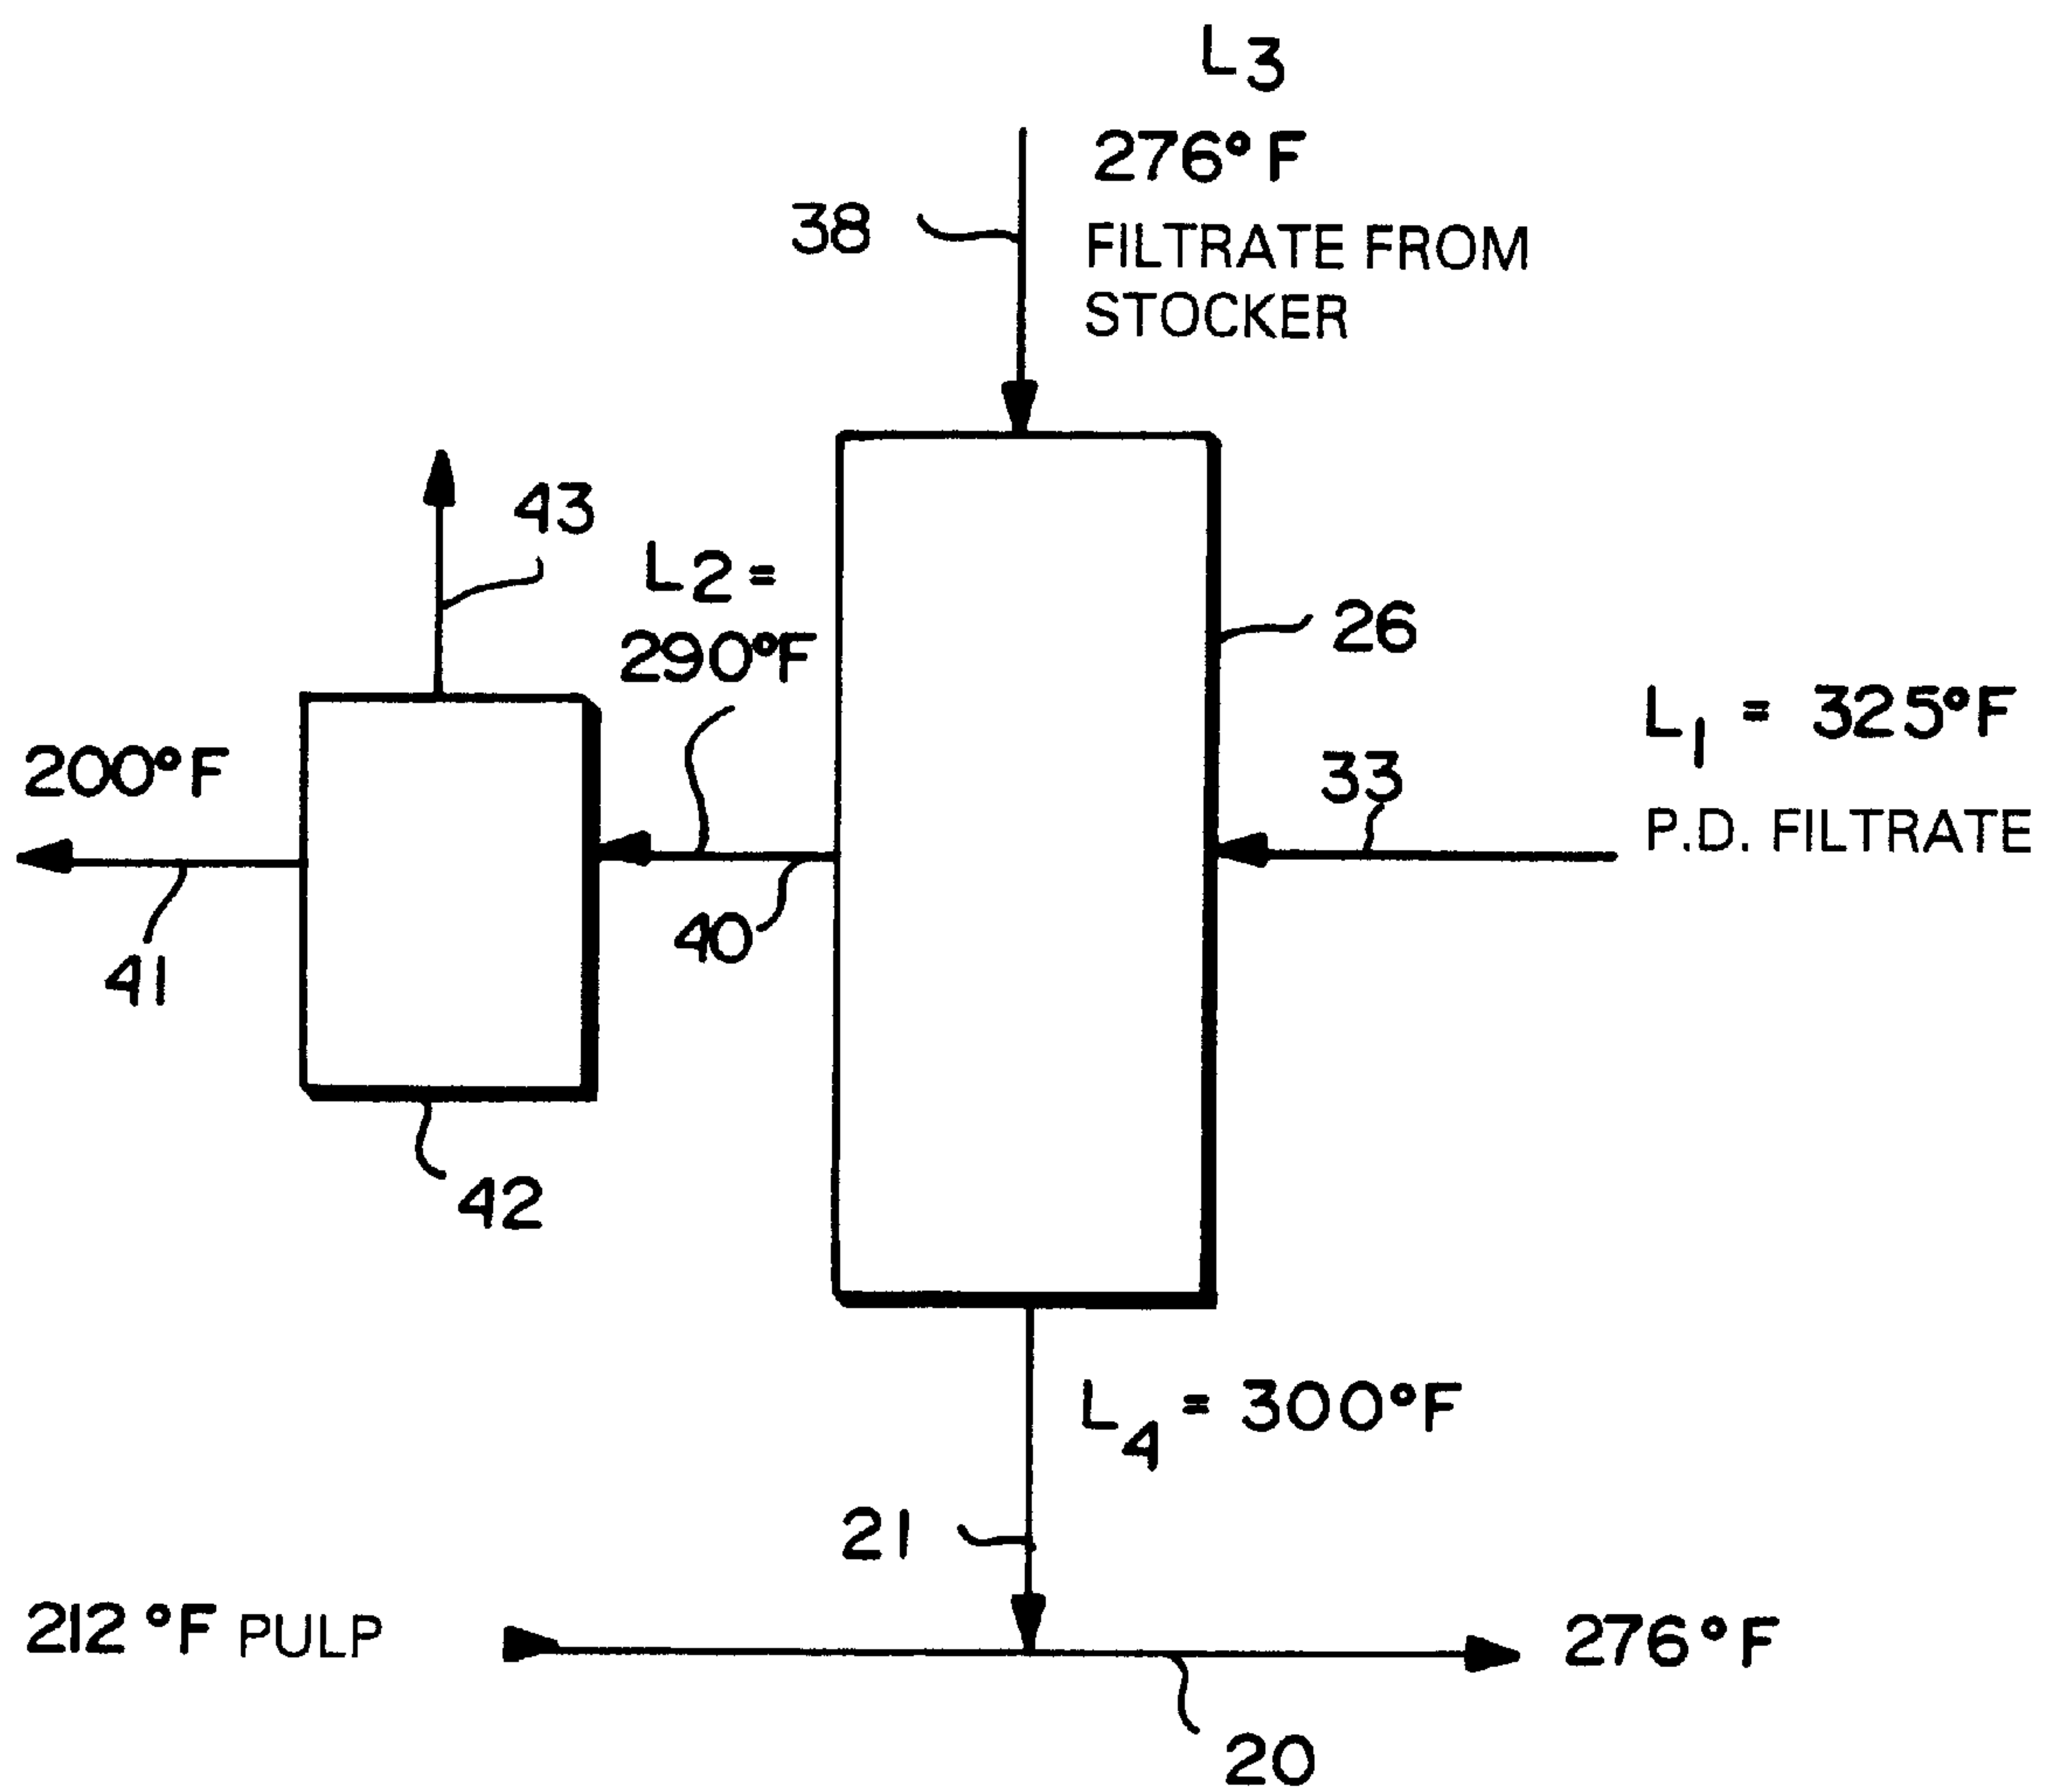 L3
276°F
38
FILTRATE FROM
STOCKER
43
L2=
290°F
26
L1 = 325°F
200°F
33
P.D. FILTRATE
40
41
42
L4 = 300°F
21
212°F PULP
276°F
20